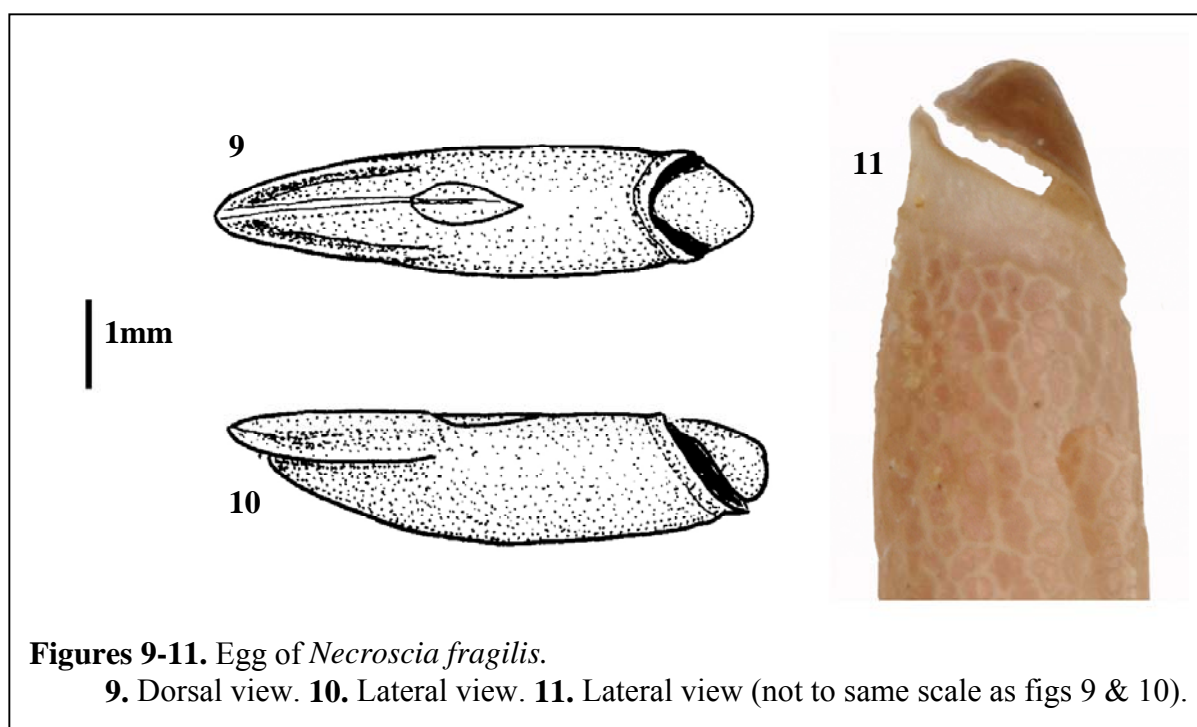 9
11
1mm
10
Figures 9-11. Egg of Necroscia fragilis.
9. Dorsal view. 10. Lateral view. 11. Lateral view (not to same scale as figs 9 & 10).